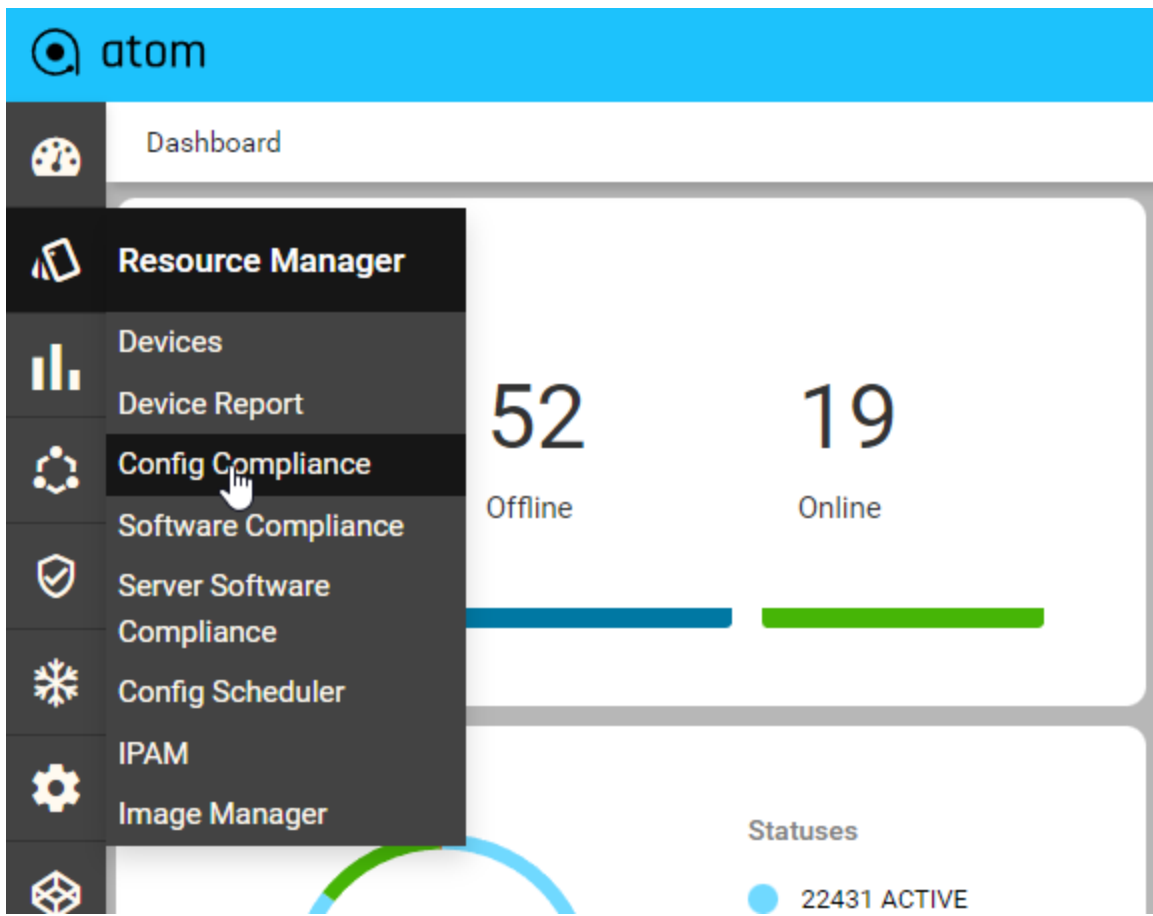 atom
Dashboard
Resource Manager
Devices
Device Report
Config Compliance
Software Compliance
Server Software
Compliance
Config Scheduler
IPAM
Image Manager
52
19
Offline
Online
Statuses
22431 ACTIVE